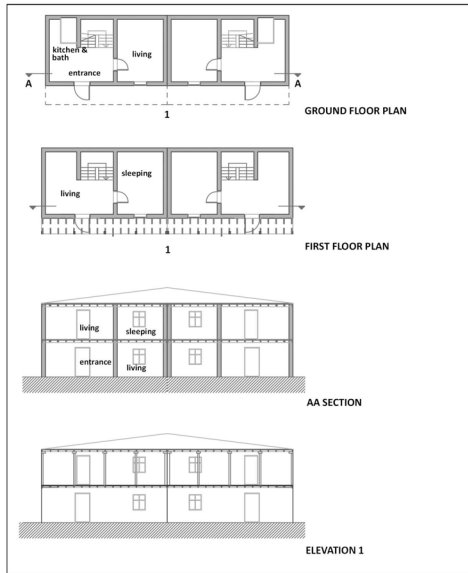 kitchen &
bath
living
entrance
A
A
1
GROUND FLOOR PLAN
sleeping
living
1
FIRST FLOOR PLAN
living
sleeping
entrance
living
AA SECTION
ELEVATION 1